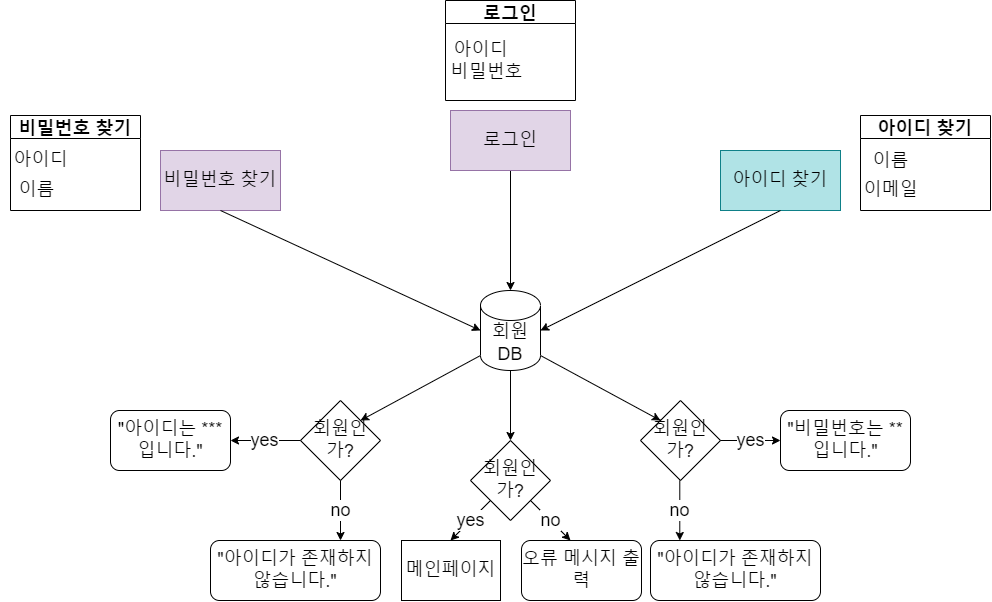 로그인
아이디
비밀번호
비밀번호 찾기
아이디
이름
비밀번호 찾기
로그인
아이디 찾기
아이디 찾기
이름
이메일
회원
DB
"아이디는 ***
입니다."
yes
회원인
가?
no
"아이디가 존재하지
않습니다."
회원인
가?
yes
no
메인페이지
오류 메시지 출
력
회원인
가?
yes
"비밀번호는 **
입니다."
no
"아이디가 존재하지
않습니다."